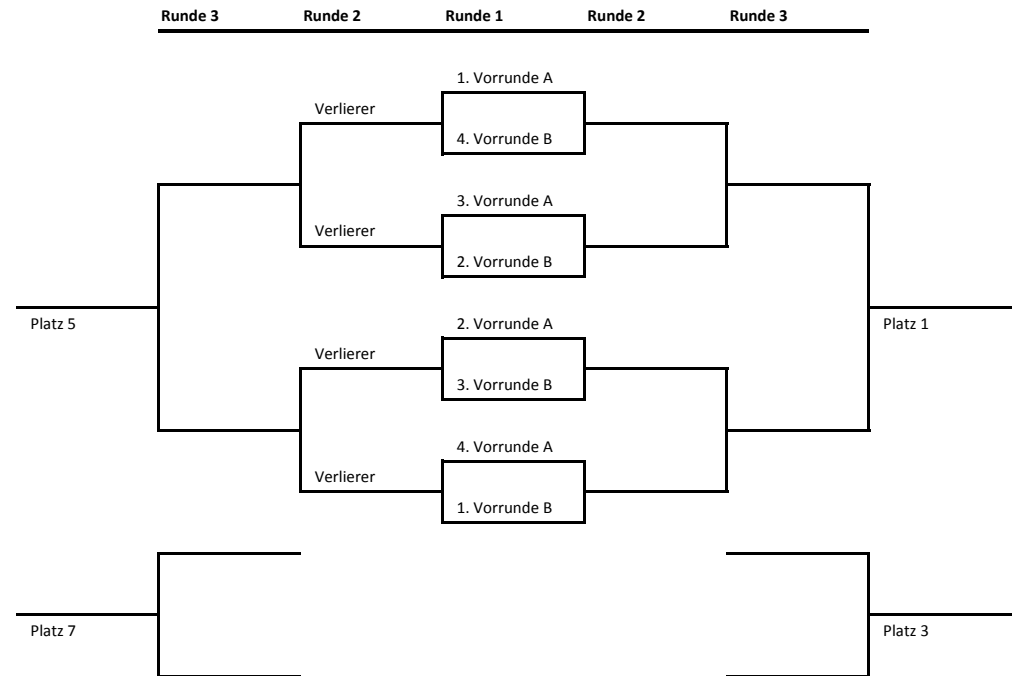 Runde 3 Runde 2 Runde 1 Runde 2 Runde 3
1. Vorrunde A
Verlierer
4. Vorrunde B
3. Vorrunde A
Verlierer
2. Vorrunde B
Platz 5 2. Vorrunde A Platz 1
Verlierer
3. Vorrunde B
4. Vorrunde A
Verlierer
1. Vorrunde B
Platz 7 Platz 3